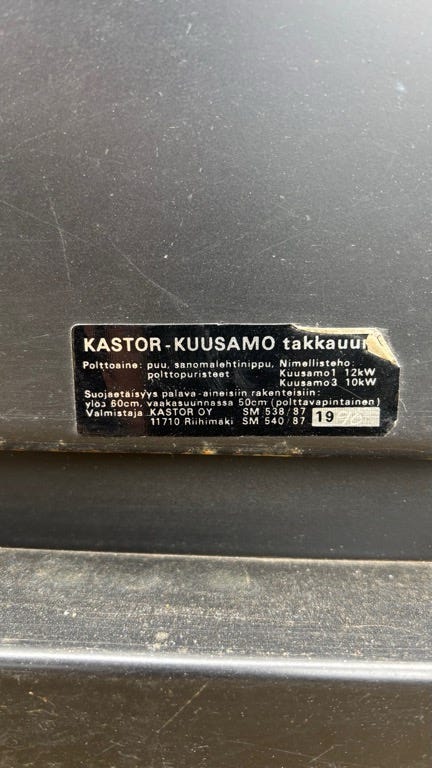 KASTOR-KUUSAMO takkauun
Polttoaine: puu, sanomalehtinippu, Nimellisteho:
polttopuristeet Kuusamo1 12kW
Kuusamo3 10kW
Suojaetäisyys palava-aineisiin rakenteisiin:
ylös 60cm, vaakasuunnassa 50cm (polttavapintainen)
Valmistaja KASTOR OY SM 538/87 19
11710 Riihimäki SM 540/87